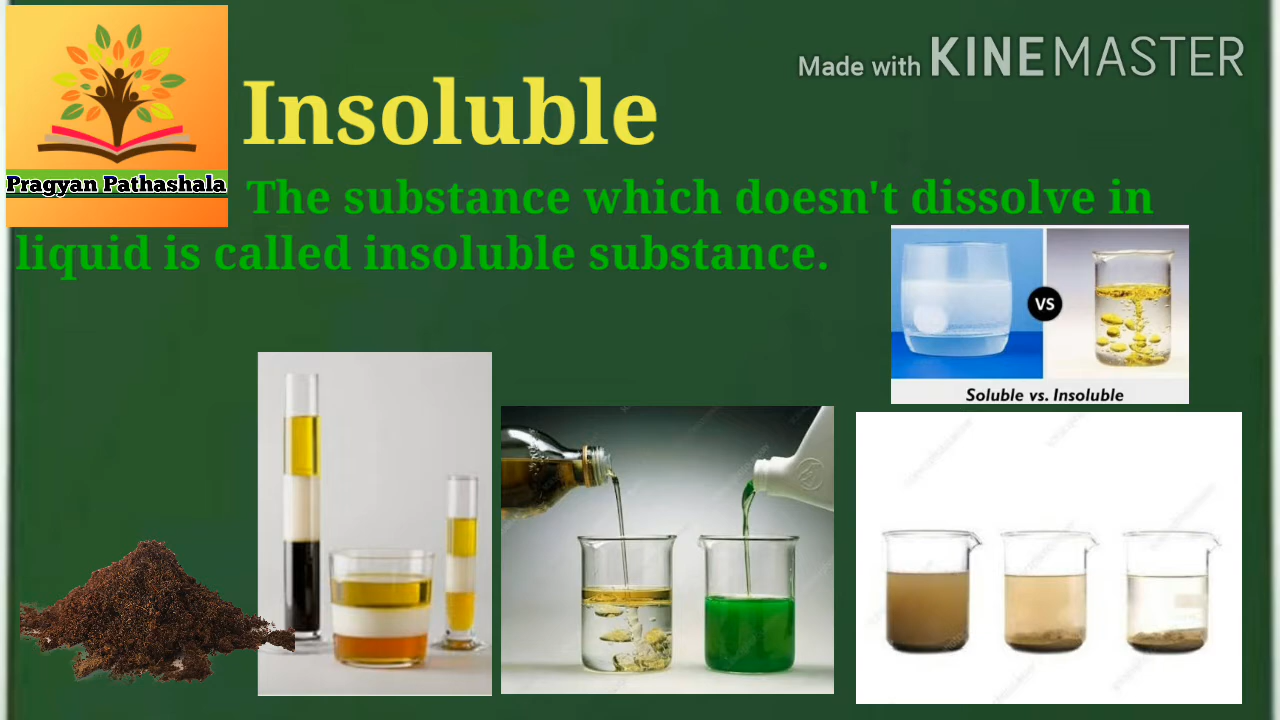 Made with KINEMASTER
Insoluble
Pragyan Pathashala
The substance which doesn't dissolve in
liquid is called insoluble substance.
VS
Soluble vs. Insoluble